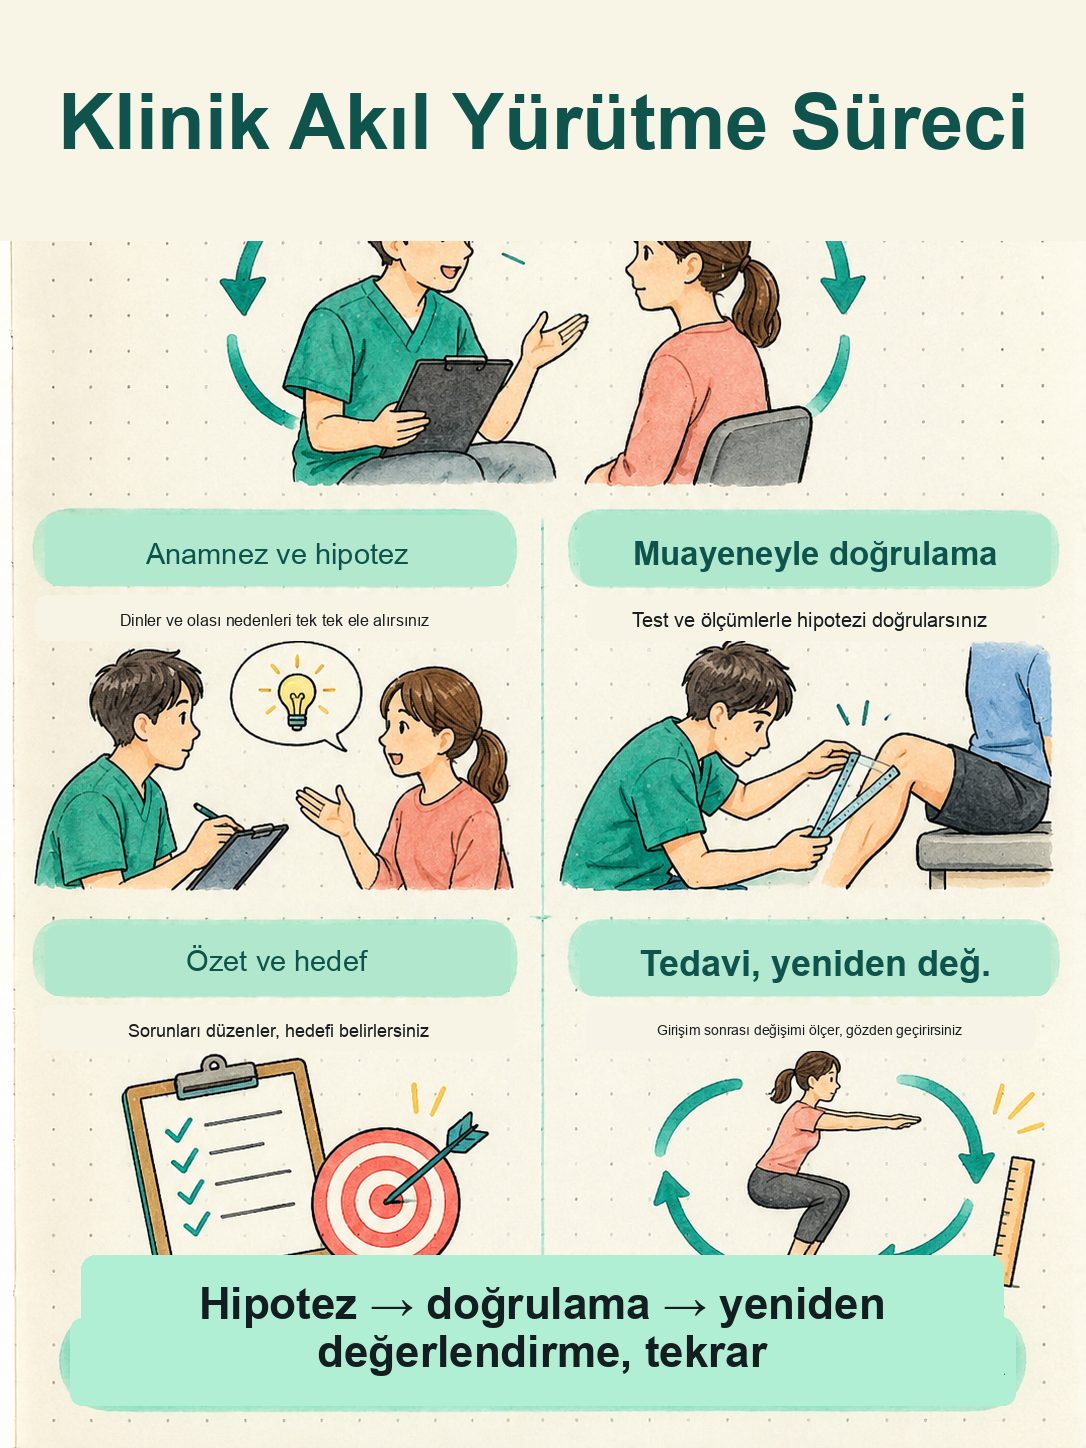 Klinik Akıl Yürütme Süreci
Anamnez ve hipotez
Dinler ve olası nedenleri tek tek ele alırsınız
Muayeneyle doğrulama
Test ve ölçümlerle hipotezi doğrularsınız
Özet ve hedef
Sorunları düzenler, hedefi belirlersiniz
Tedavi, yeniden değ.
Girişim sonrası değişimi ölçer, gözden geçirirsiniz
Hipotez → doğrulama → yeniden
değerlendirme, tekrar